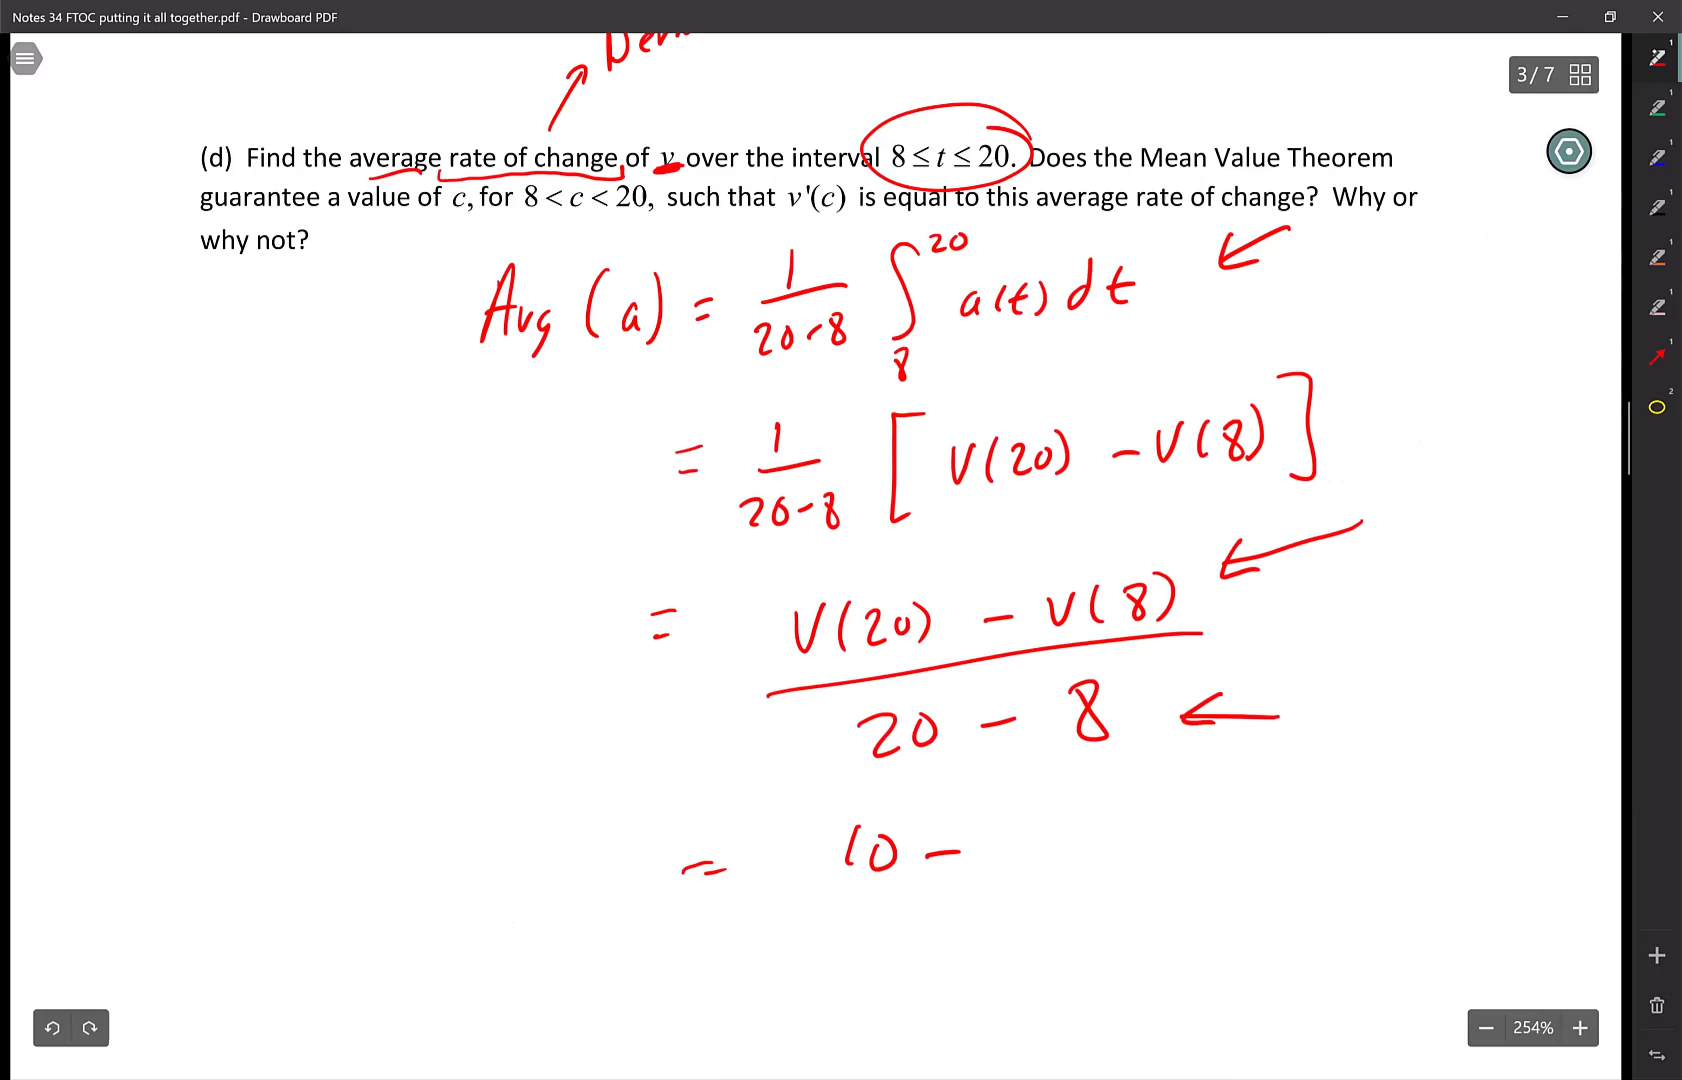 Notes 34 FTOC putting it all together.pdf - Drawboard PDF
3 / 7
(d) Find the average rate of change of v over the interval 8 ≤ t ≤ 20. Does the Mean Value Theorem
guarantee a value of c, for 8 < c < 20, such that v'(c) is equal to this average rate of change? Why or
why not?
Avg (a) = 1/(20-8) ∫_8^20 a(t) dt
= 1/(20-8) [ V(20) - V(8) ]
= (V(20) - V(8))/(20 - 8)
= 10 -
254%